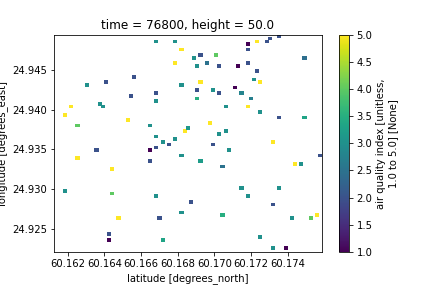 time = 76800, height = 50.0
24.945
24.940
24.935
24.930
24.925
longitude [degrees_east]
60.162 60.164 60.166 60.168 60.170 60.172 60.174
latitude [degrees_north]
5.0
4.5
4.0
3.5
3.0
2.5
2.0
1.5
1.0
air quality index [unitless,
1.0 to 5.0] [None]